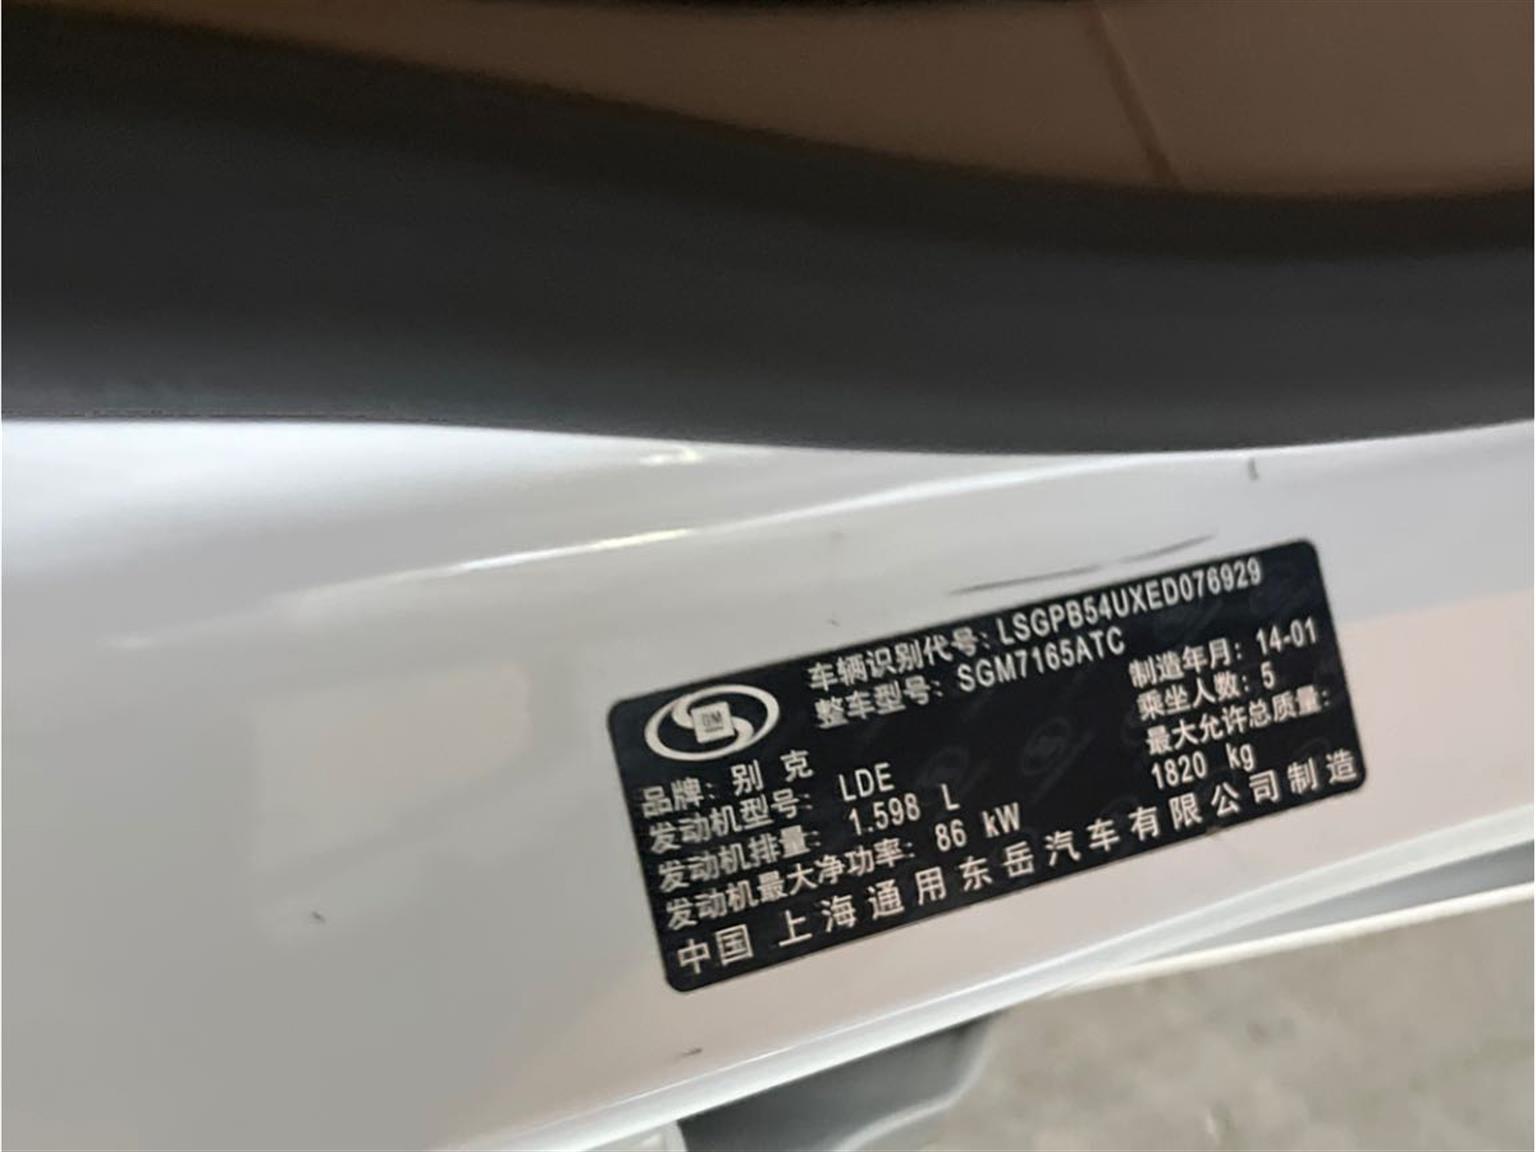 车辆识别代号: LSGPB54UXED076929
整车型号: SGM7165ATC
GM
制造年月: 14-01
乘坐人数: 5
最大允许总质量:
1820 kg
品牌: 别 克
发动机型号: LDE
发动机排量: 1.598 L
发动机最大净功率: 86 kW
中国 上海通用东岳汽车有限公司制造